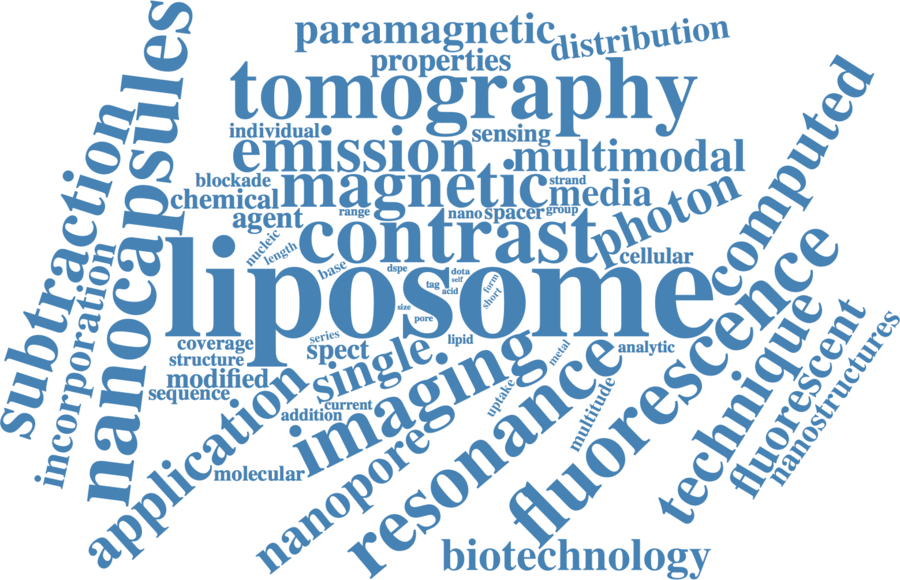 paramagnetic
distribution
properties
tomography
individual
sensing
emission
multimodal
blockade
magnetic
strand
chemical
media
agent
range
nano
spacer
group
photon
computed
subtraction
nanocapsules
incorporation
nucleic
length
contrast
cellular
base
dspe
dota
self
tag
acid
form
short
liposome
size
pore
coverage
series
lipid
structure
spect
single
metal
analytic
modified
sequence
current
addition
uptake
multitude
imaging
application
molecular
nanopore
resonance
fluorescence
technique
fluorescent
nanostructures
biotechnology